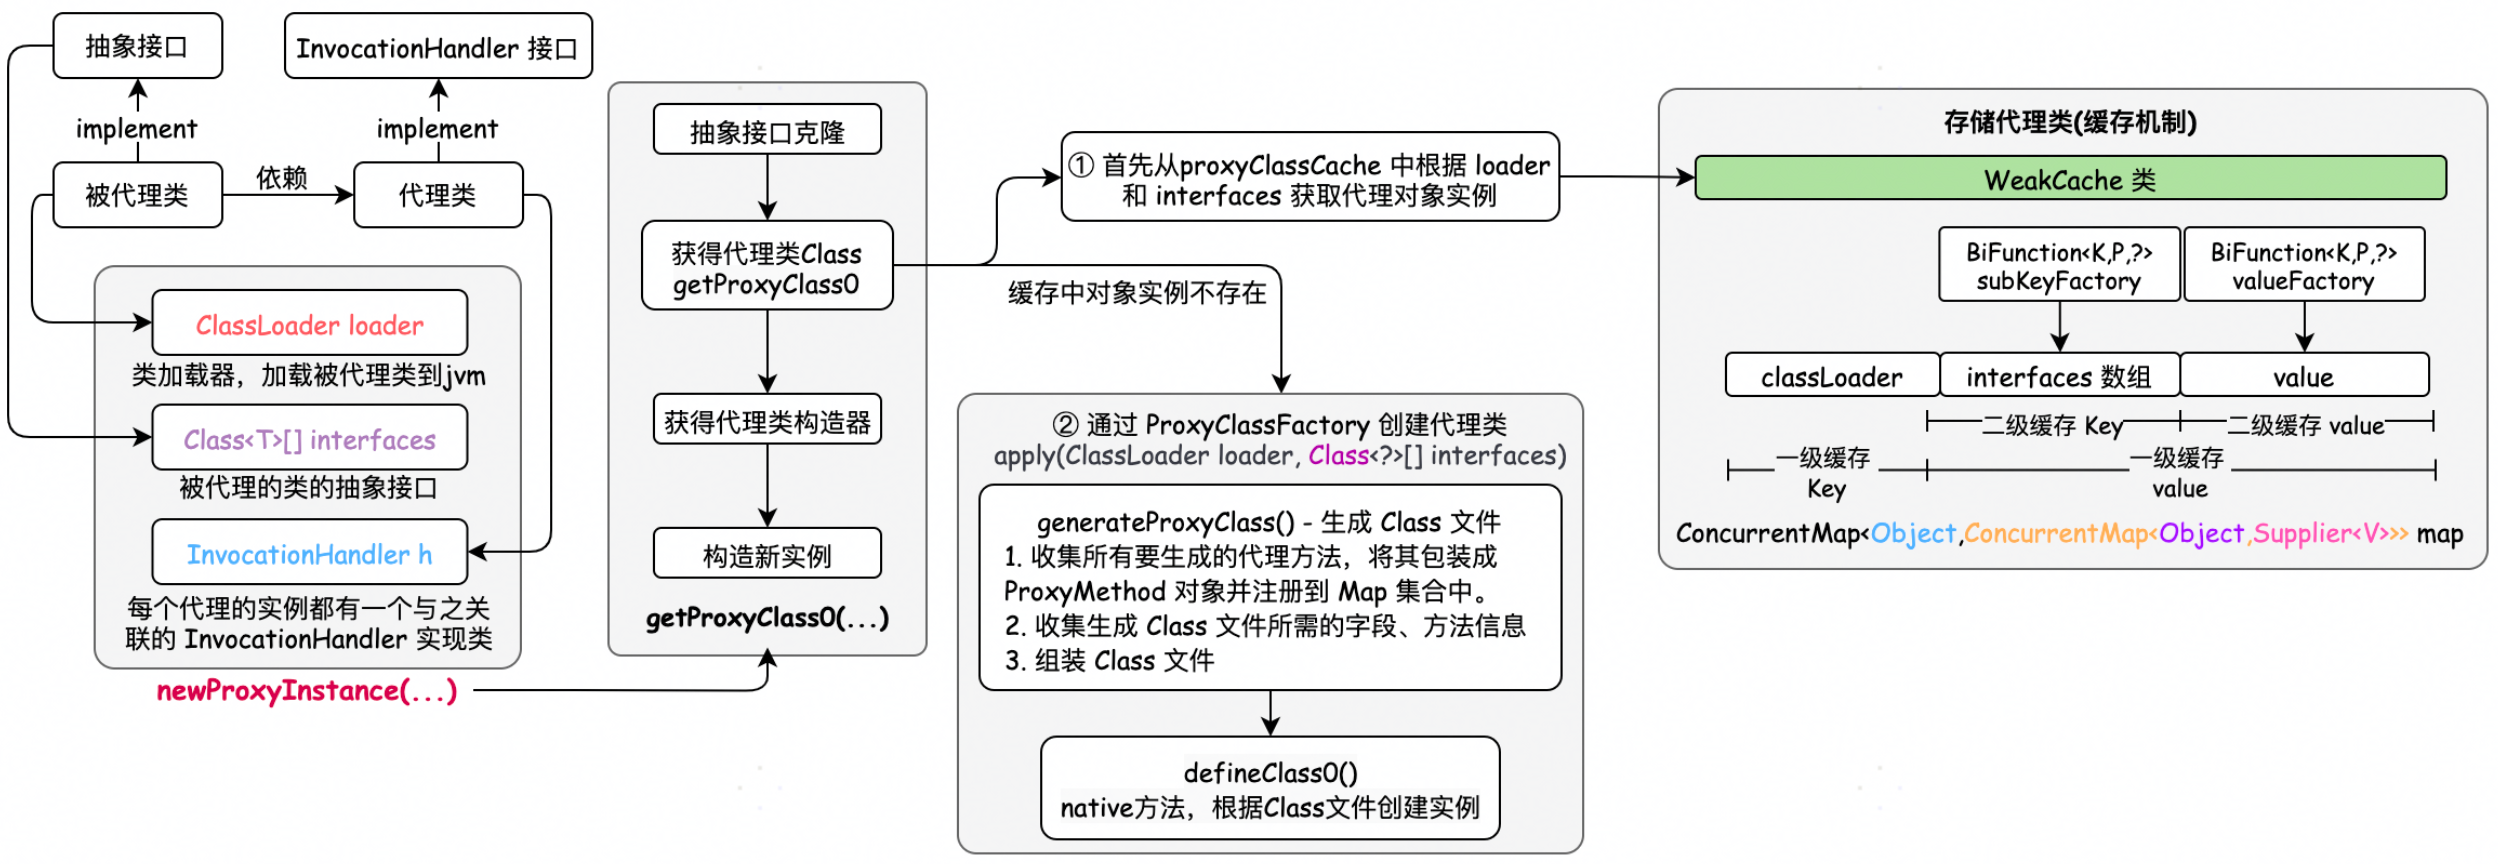 抽象接口
InvocationHandler 接口
implement
implement
被代理类
依赖
代理类
ClassLoader loader
类加载器，加载被代理类到jvm
Class<T>[] interfaces
被代理的类的抽象接口
InvocationHandler h
每个代理的实例都有一个与之关
联的 InvocationHandler 实现类
newProxyInstance(...)
抽象接口克隆
获得代理类Class
getProxyClass0
获得代理类构造器
构造新实例
getProxyClass0(...)
① 首先从proxyClassCache 中根据 loader
和 interfaces 获取代理对象实例
缓存中对象实例不存在
② 通过 ProxyClassFactory 创建代理类
apply(ClassLoader loader, Class<?>[] interfaces)
generateProxyClass() - 生成 Class 文件
1. 收集所有要生成的代理方法，将其包装成
ProxyMethod 对象并注册到 Map 集合中。
2. 收集生成 Class 文件所需的字段、方法信息
3. 组装 Class 文件
defineClass0()
native方法，根据Class文件创建实例
存储代理类(缓存机制)
WeakCache 类
BiFunction<K,P,?>
subKeyFactory
BiFunction<K,P,?>
valueFactory
classLoader
interfaces 数组
value
二级缓存 Key
二级缓存 value
一级缓存
Key
一级缓存
value
ConcurrentMap<Object,ConcurrentMap<Object,Supplier<V>>> map